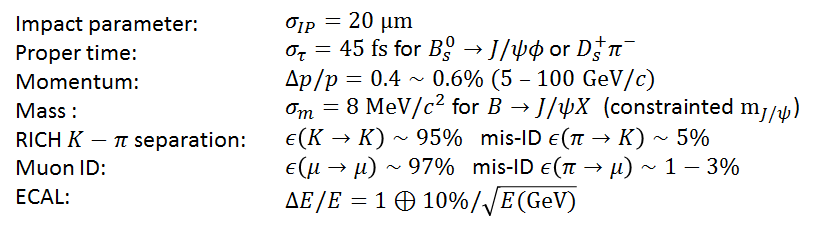 Impact parameter: σ_IP = 20 μm
Proper time: σ_τ = 45 fs for B_s^0 → J/ψϕ or D_s^+π^−
Momentum: Δp/p = 0.4 ~ 0.6% (5 – 100 GeV/c)
Mass : σ_m = 8 MeV/c^2 for B → J/ψX (constrainted m_J/ψ)
RICH K − π separation: ϵ(K → K) ~ 95% mis-ID ϵ(π → K) ~ 5%
Muon ID: ϵ(μ → μ) ~ 97% mis-ID ϵ(π → μ) ~ 1 − 3%
ECAL: ΔE/E = 1 ⨁ 10%/√E(GeV)